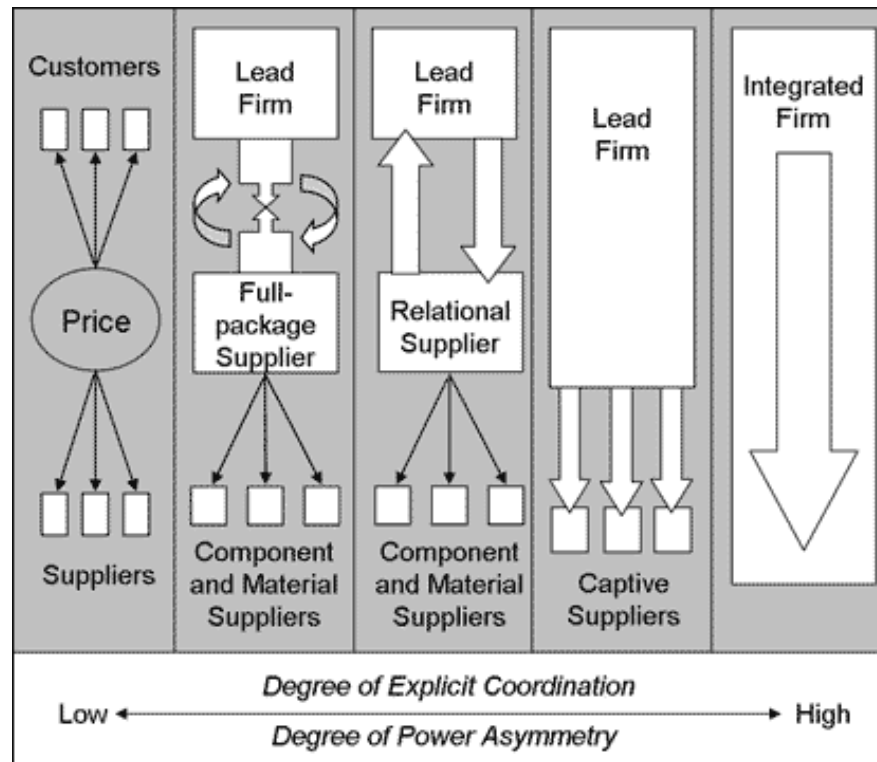 Customers
Price
Suppliers
Lead
Firm
Full-
package
Supplier
Component
and Material
Suppliers
Lead
Firm
Relational
Supplier
Component
and Material
Suppliers
Lead
Firm
Captive
Suppliers
Integrated
Firm
Degree of Explicit Coordination
Low
High
Degree of Power Asymmetry